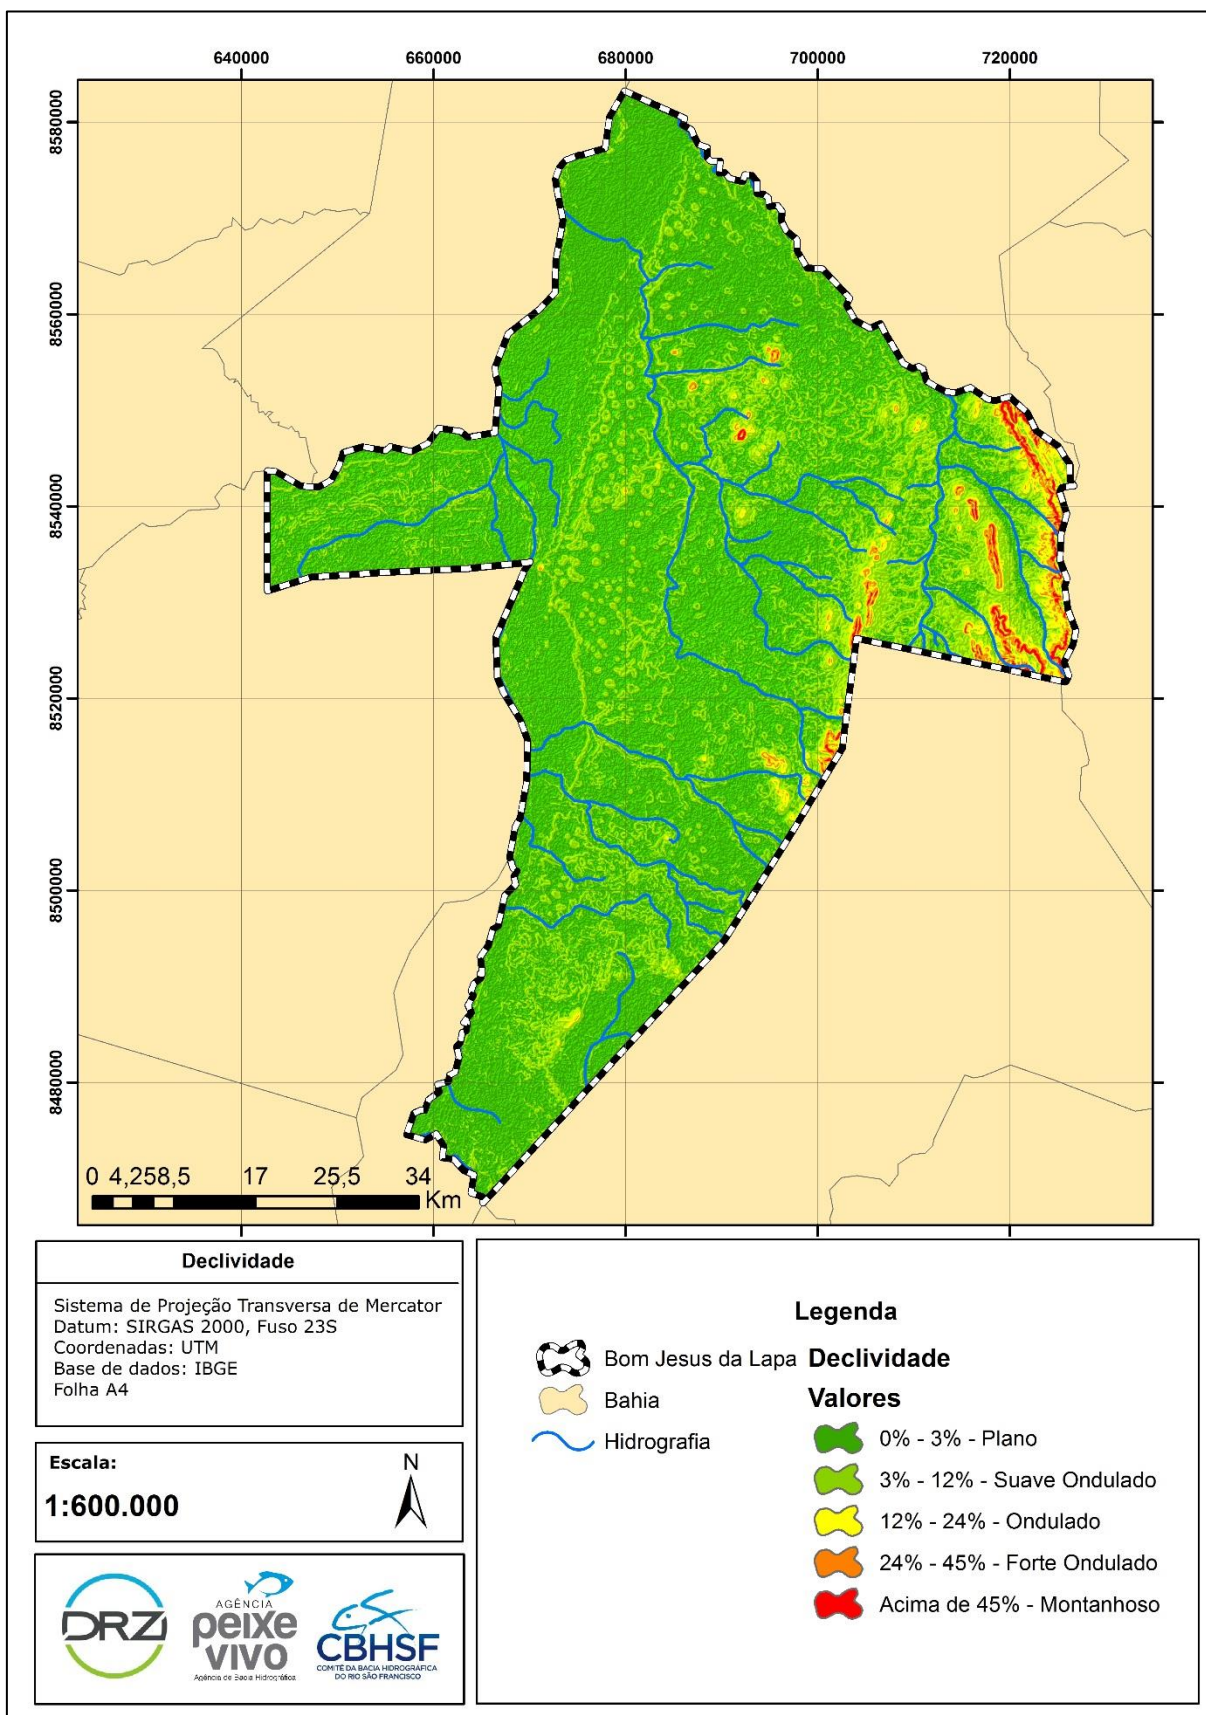 640000 660000 680000 700000 720000
8580000
8560000
8540000
8520000
8500000
8480000
0 4,25 8,5 17 25,5 34
Km
Declividade
Sistema de Projeção Transversa de Mercator
Datum: SIRGAS 2000, Fuso 23S
Coordenadas: UTM
Base de dados: IBGE
Folha A4
Escala:
1:600.000
N
DRZ
AGÊNCIA
peixe
vivo
Agência de Bacia Hidrográfica
CBHSF
COMITÊ DA BACIA HIDROGRÁFICA
DO RIO SÃO FRANCISCO
Legenda
Bom Jesus da Lapa
Bahia
Hidrografia
Declividade
Valores
0% - 3% - Plano
3% - 12% - Suave Ondulado
12% - 24% - Ondulado
24% - 45% - Forte Ondulado
Acima de 45% - Montanhoso